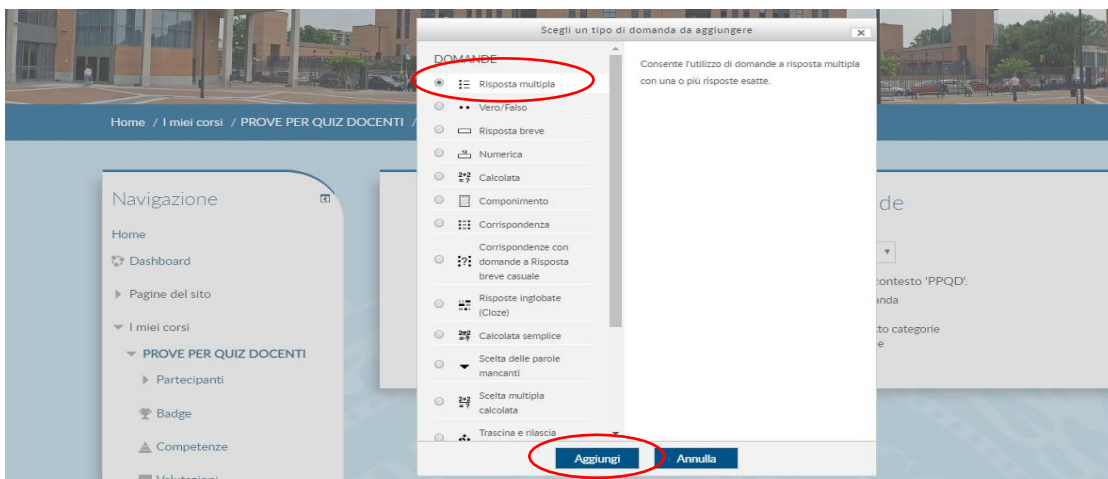 Scegli un tipo di domanda da aggiungere
DOMANDE
Risposta multipla
Vero/Falso
Risposta breve
Numerica
Calcolata
Componimento
Corrispondenza
Corrispondenze con
domande a Risposta
breve casuale
Risposte inglobate
(Cloze)
Calcolata semplice
Scelta delle parole
mancanti
Scelta multipla
calcolata
Trascina e rilascia
Consente l'utilizzo di domande a risposta multipla
con una o più risposte esatte.
Aggiungi
Annulla
Home / I miei corsi / PROVE PER QUIZ DOCENTI /
Navigazione
Home
Dashboard
Pagine del sito
I miei corsi
PROVE PER QUIZ DOCENTI
Partecipanti
Badge
Competenze
Valutazioni
de
contesto 'PPQD'.
anda
to categorie
e